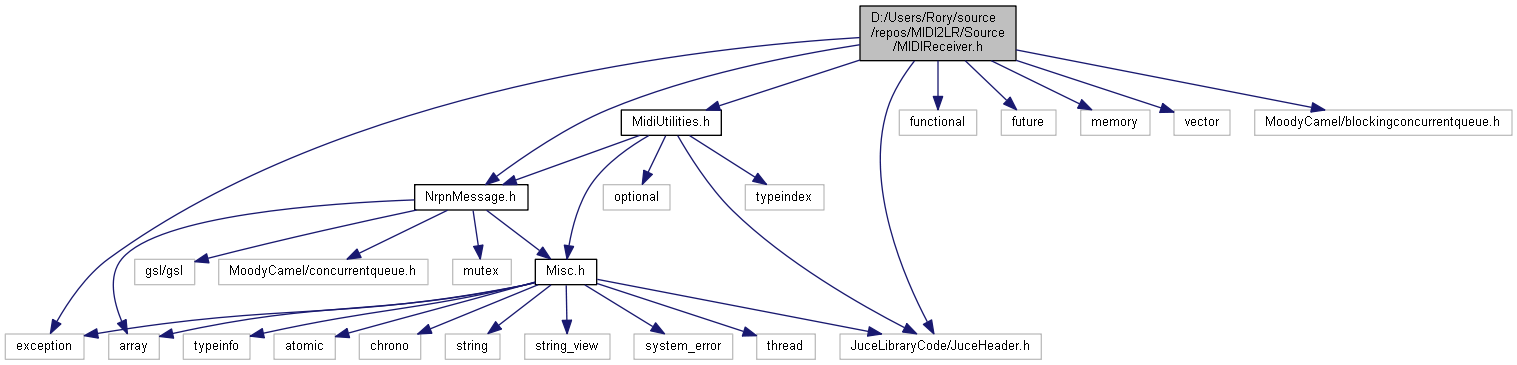 D:/Users/Rory/source
/repos/MIDI2LR/Source
/MIDIReceiver.h
MidiUtilities.h
functional
future
memory
vector
MoodyCamel/blockingconcurrentqueue.h
NrpnMessage.h
optional
typeindex
gsl/gsl
MoodyCamel/concurrentqueue.h
mutex
Misc.h
exception
array
typeinfo
atomic
chrono
string
string_view
system_error
thread
JuceLibraryCode/JuceHeader.h